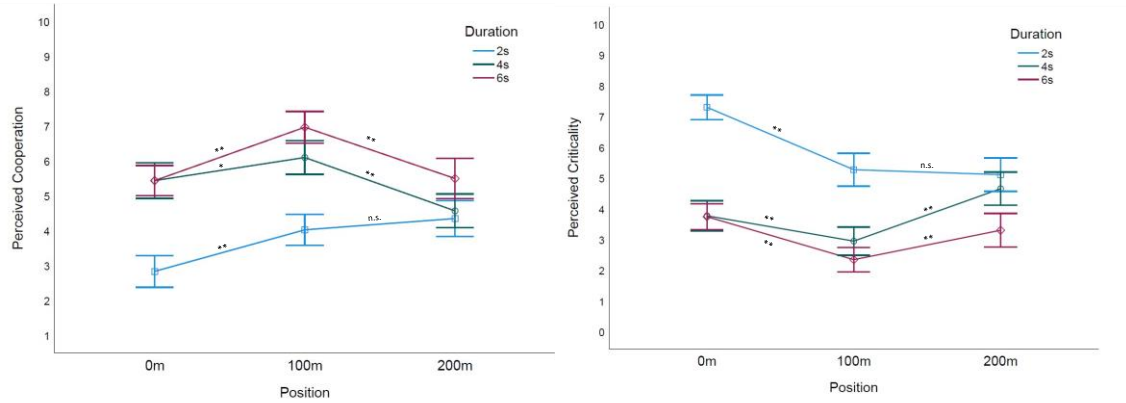 10
9
8
7
6
5
4
3
2
1
Perceived Cooperation
Duration
2s
4s
6s
**
*
**
**
**
n.s.
0m
100m
200m
Position
10
9
8
7
6
5
4
3
2
1
0
Perceived Criticality
Duration
2s
4s
6s
**
n.s.
**
**
**
**
0m
100m
200m
Position